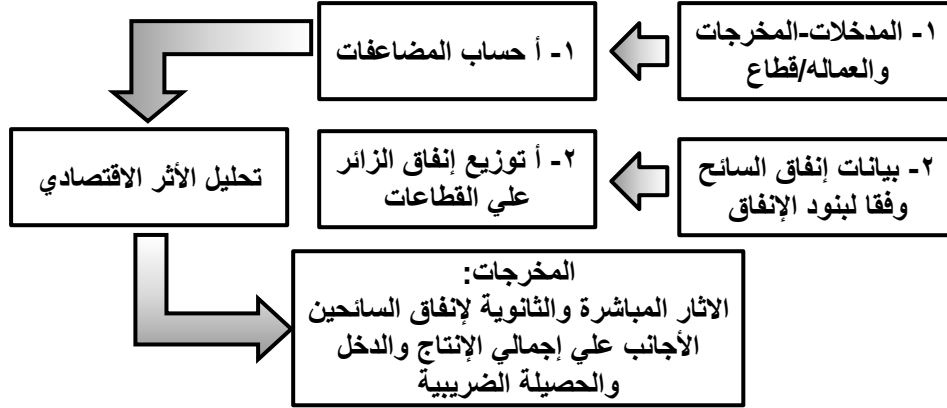 ١- المدخلات-المخرجات
والعماله/قطاع
١- أ حساب المضاعفات
٢- بيانات إنفاق السائح
وفقا لبنود الإنفاق
٢- أ توزيع إنفاق الزائر
علي القطاعات
تحليل الأثر الاقتصادي
المخرجات:
الاثار المباشرة والثانوية لإنفاق السائحين
الأجانب علي إجمالي الإنتاج والدخل
والحصيلة الضريبية